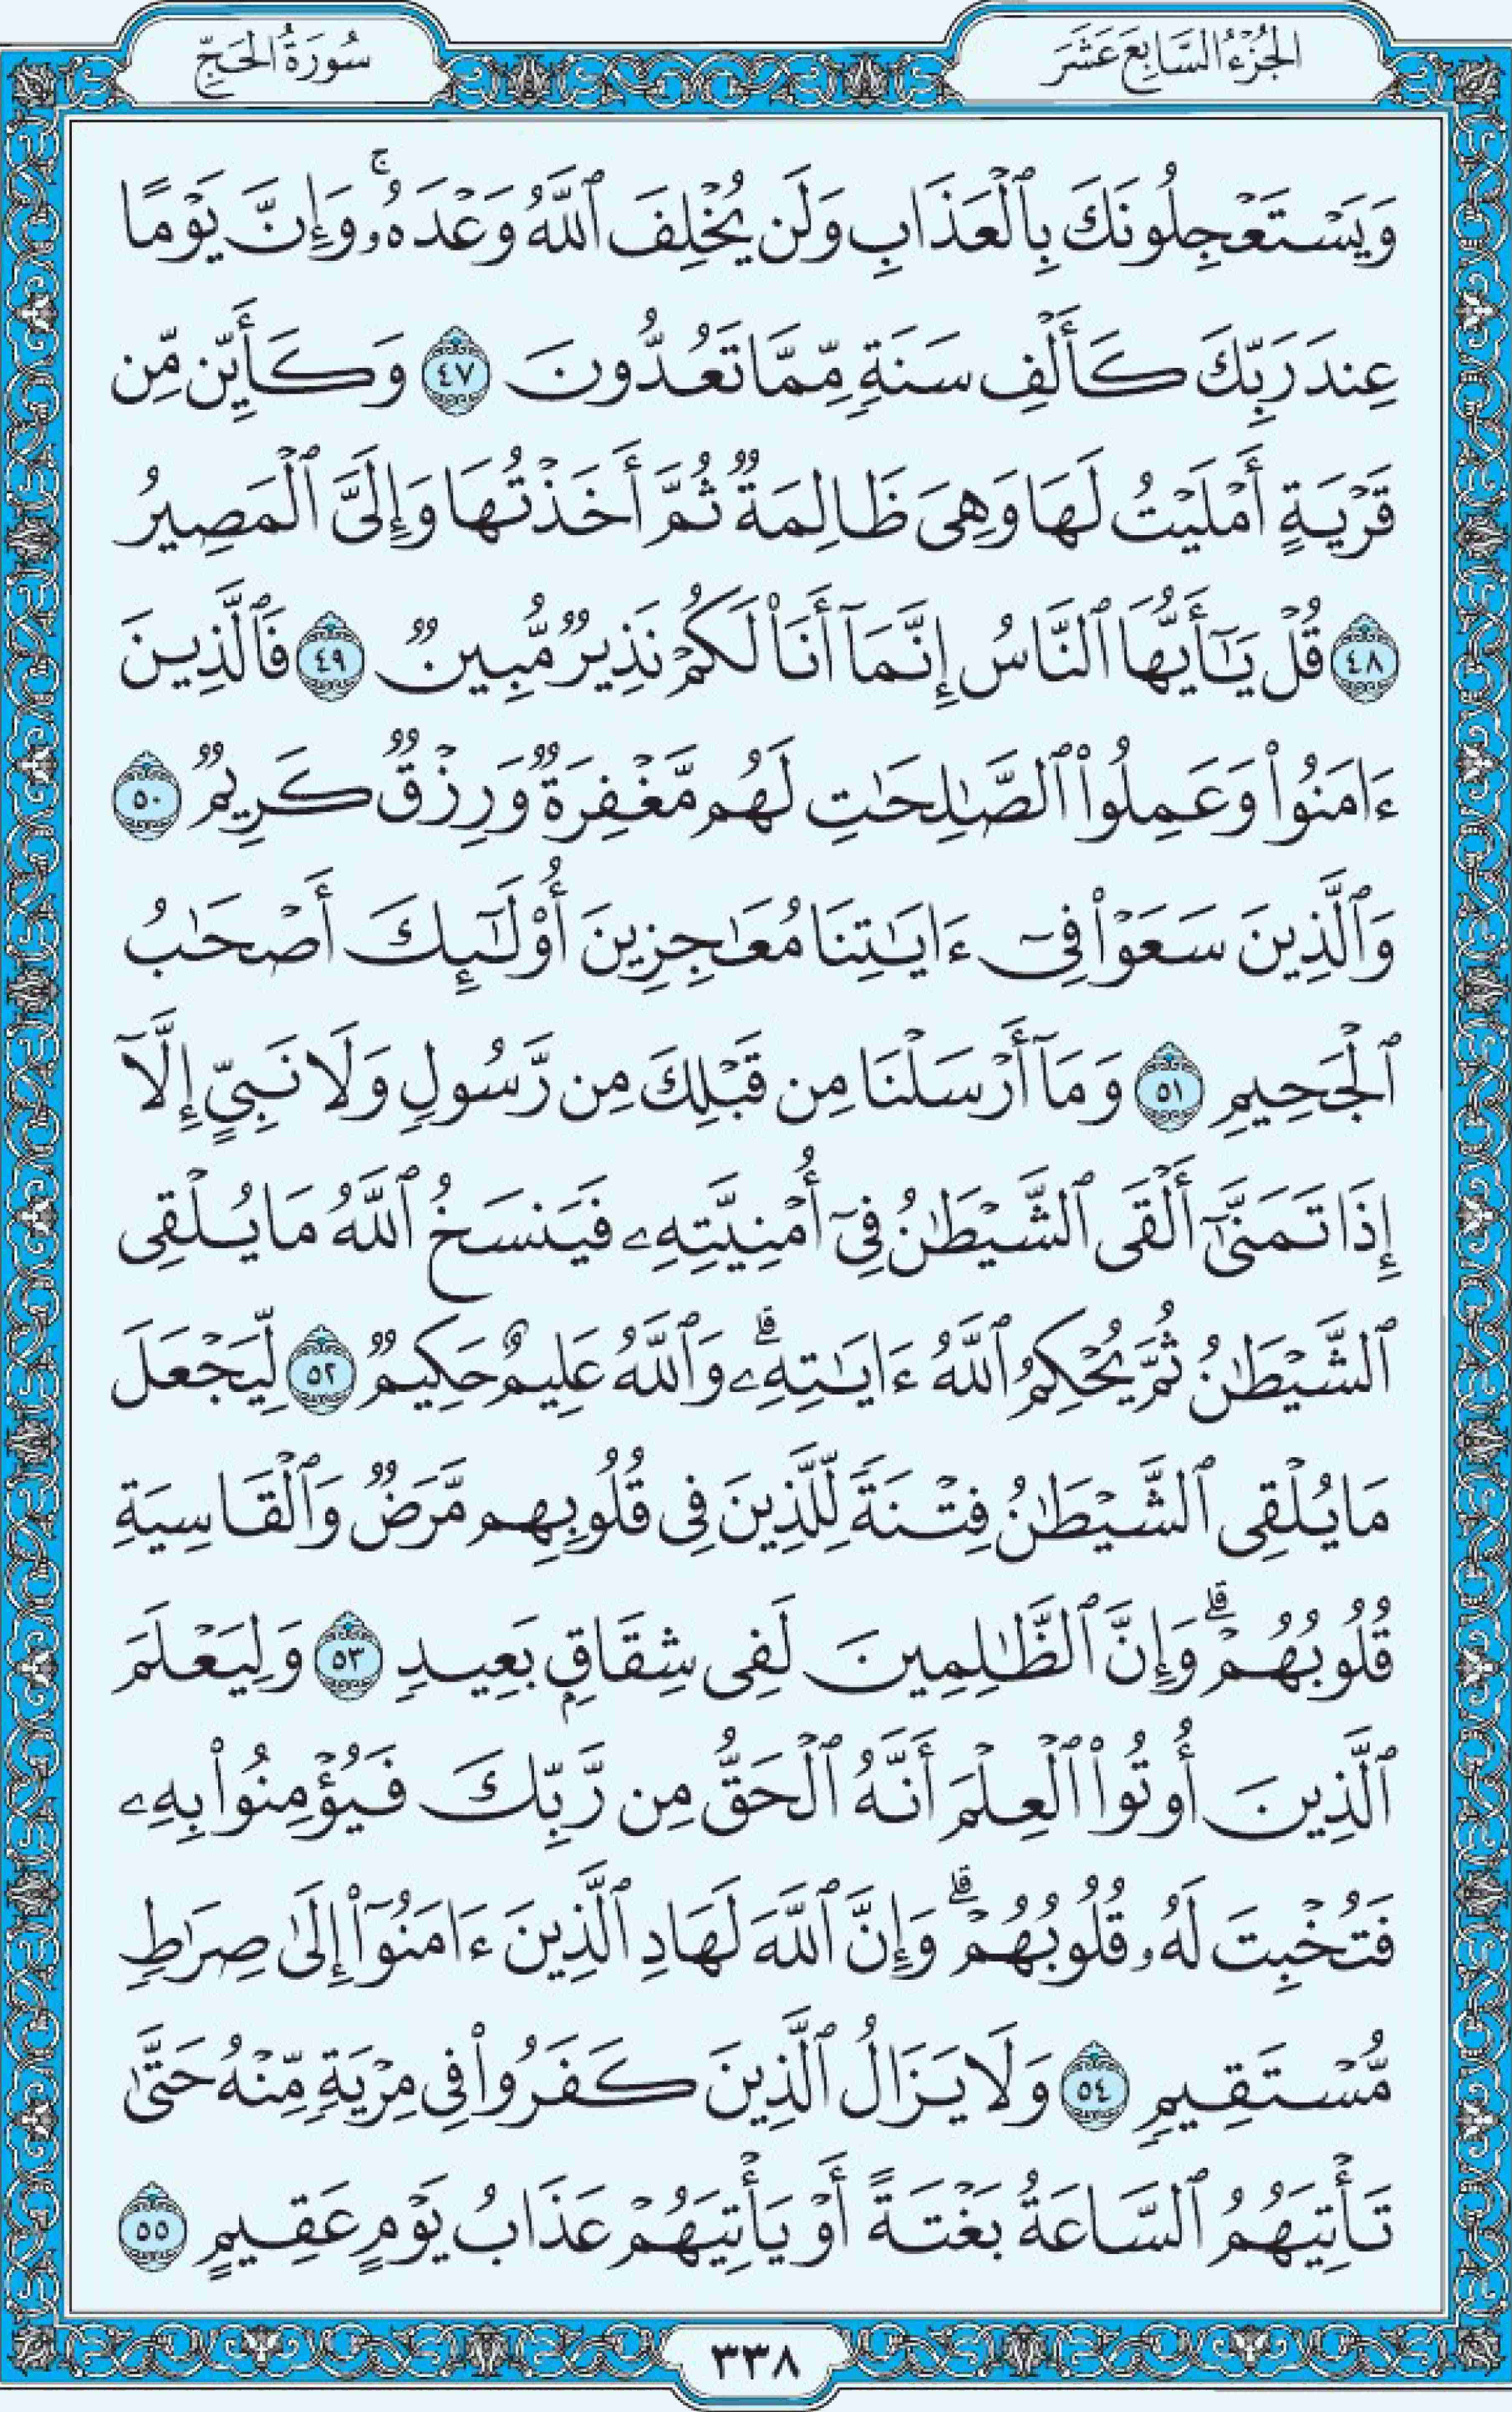 الجُزْءُ السَّابِعَ عَشَرَ
سُورَةُ الحَجِّ
وَيَسْتَعْجِلُونَكَ بِٱلْعَذَابِ وَلَن يُخْلِفَ ٱللَّهُ وَعْدَهُۥۚ وَإِنَّ يَوْمًا
عِندَ رَبِّكَ كَأَلْفِ سَنَةٍ مِّمَّا تَعُدُّونَ ٤٧ وَكَأَيِّن مِّن
قَرْيَةٍ أَمْلَيْتُ لَهَا وَهِىَ ظَالِمَةٌ ثُمَّ أَخَذْتُهَا وَإِلَىَّ ٱلْمَصِيرُ
٤٨ قُلْ يَٰٓأَيُّهَا ٱلنَّاسُ إِنَّمَآ أَنَا۠ لَكُمْ نَذِيرٌ مُّبِينٌ ٤٩ فَٱلَّذِينَ
ءَامَنُوا۟ وَعَمِلُوا۟ ٱلصَّٰلِحَٰتِ لَهُم مَّغْفِرَةٌ وَرِزْقٌ كَرِيمٌ ٥٠
وَٱلَّذِينَ سَعَوْا۟ فِىٓ ءَايَٰتِنَا مُعَٰجِزِينَ أُو۟لَٰٓئِكَ أَصْحَٰبُ
ٱلْجَحِيمِ ٥١ وَمَآ أَرْسَلْنَا مِن قَبْلِكَ مِن رَّسُولٍ وَلَا نَبِىٍّ إِلَّآ
إِذَا تَمَنَّىٰٓ أَلْقَى ٱلشَّيْطَٰنُ فِىٓ أُمْنِيَّتِهِۦ فَيَنسَخُ ٱللَّهُ مَا يُلْقِى
ٱلشَّيْطَٰنُ ثُمَّ يُحْكِمُ ٱللَّهُ ءَايَٰتِهِۦۗ وَٱللَّهُ عَلِيمٌ حَكِيمٌ ٥٢ لِّيَجْعَلَ
مَا يُلْقِى ٱلشَّيْطَٰنُ فِتْنَةً لِّلَّذِينَ فِى قُلُوبِهِم مَّرَضٌ وَٱلْقَاسِيَةِ
قُلُوبُهُمْۗ وَإِنَّ ٱلظَّٰلِمِينَ لَفِى شِقَاقٍۭ بَعِيدٍ ٥٣ وَلِيَعْلَمَ
ٱلَّذِينَ أُوتُوا۟ ٱلْعِلْمَ أَنَّهُ ٱلْحَقُّ مِن رَّبِّكَ فَيُؤْمِنُوا۟ بِهِۦ
فَتُخْبِتَ لَهُۥ قُلُوبُهُمْۗ وَإِنَّ ٱللَّهَ لَهَادِ ٱلَّذِينَ ءَامَنُوٓا۟ إِلَىٰ صِرَٰطٍ
مُّسْتَقِيمٍ ٥٤ وَلَا يَزَالُ ٱلَّذِينَ كَفَرُوا۟ فِى مِرْيَةٍ مِّنْهُ حَتَّىٰ
تَأْتِيَهُمُ ٱلسَّاعَةُ بَغْتَةً أَوْ يَأْتِيَهُمْ عَذَابُ يَوْمٍ عَقِيمٍ ٥٥
٣٣٨